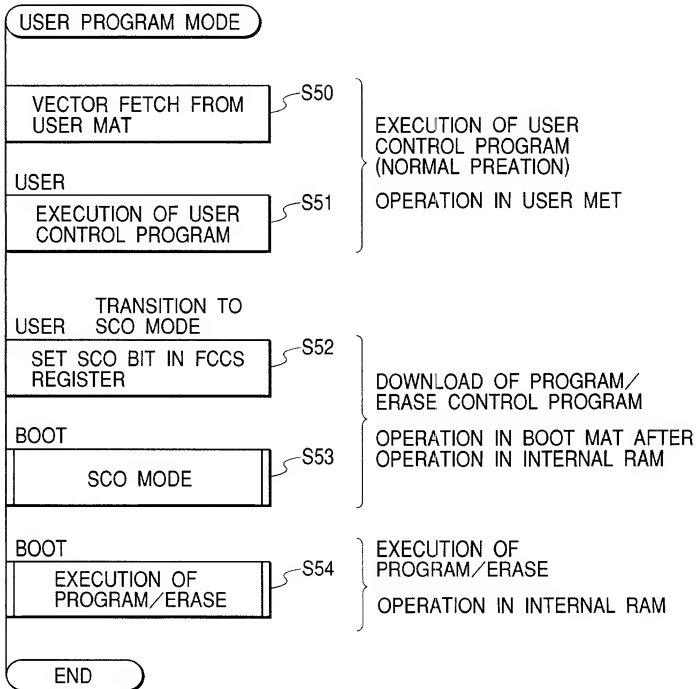 USER PROGRAM MODE
VECTOR FETCH FROM
USER MAT
S50
EXECUTION OF USER
CONTROL PROGRAM
(NORMAL PREATION)
OPERATION IN USER MET
USER
EXECUTION OF USER
CONTROL PROGRAM
S51
TRANSITION TO
USER SCO MODE
SET SCO BIT IN FCCS
REGISTER
S52
DOWNLOAD OF PROGRAM/
ERASE CONTROL PROGRAM
OPERATION IN BOOT MAT AFTER
OPERATION IN INTERNAL RAM
BOOT
SCO MODE
S53
BOOT
EXECUTION OF
PROGRAM/ERASE
S54
EXECUTION OF
PROGRAM/ERASE
OPERATION IN INTERNAL RAM
END